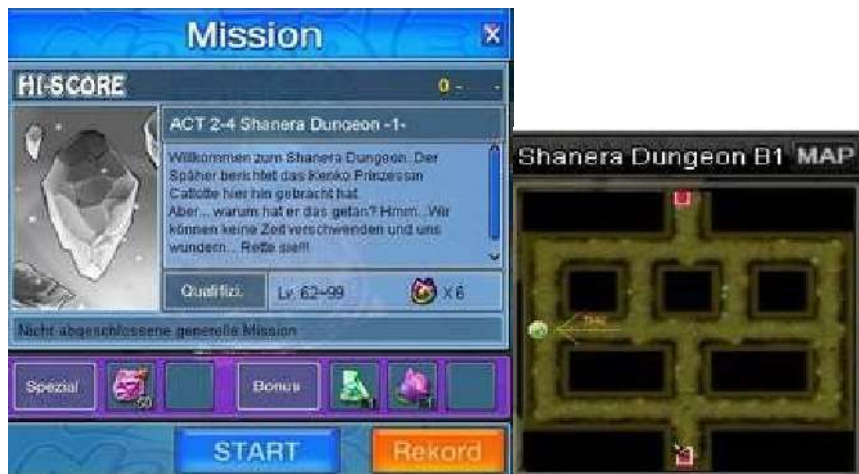 Mission
HI-SCORE
0 - -
ACT 2-4 Shanera Dungeon -1-
Willkommen zum Shanera Dungeon. Der
Späher berichtet das Kenko Prinzessin
Catlotte hier hin gebracht hat.
Aber... warum hat er das getan? Hmm.. Wir
können keine Zeit verschwenden und uns
wundern... Rette sie!!!
Qualifizi.
Lv. 62~99
X 6
Nicht abgeschlossene generelle Mission
Spezial
50
Bonus
START
Rekord
Shanera Dungeon B1 MAP